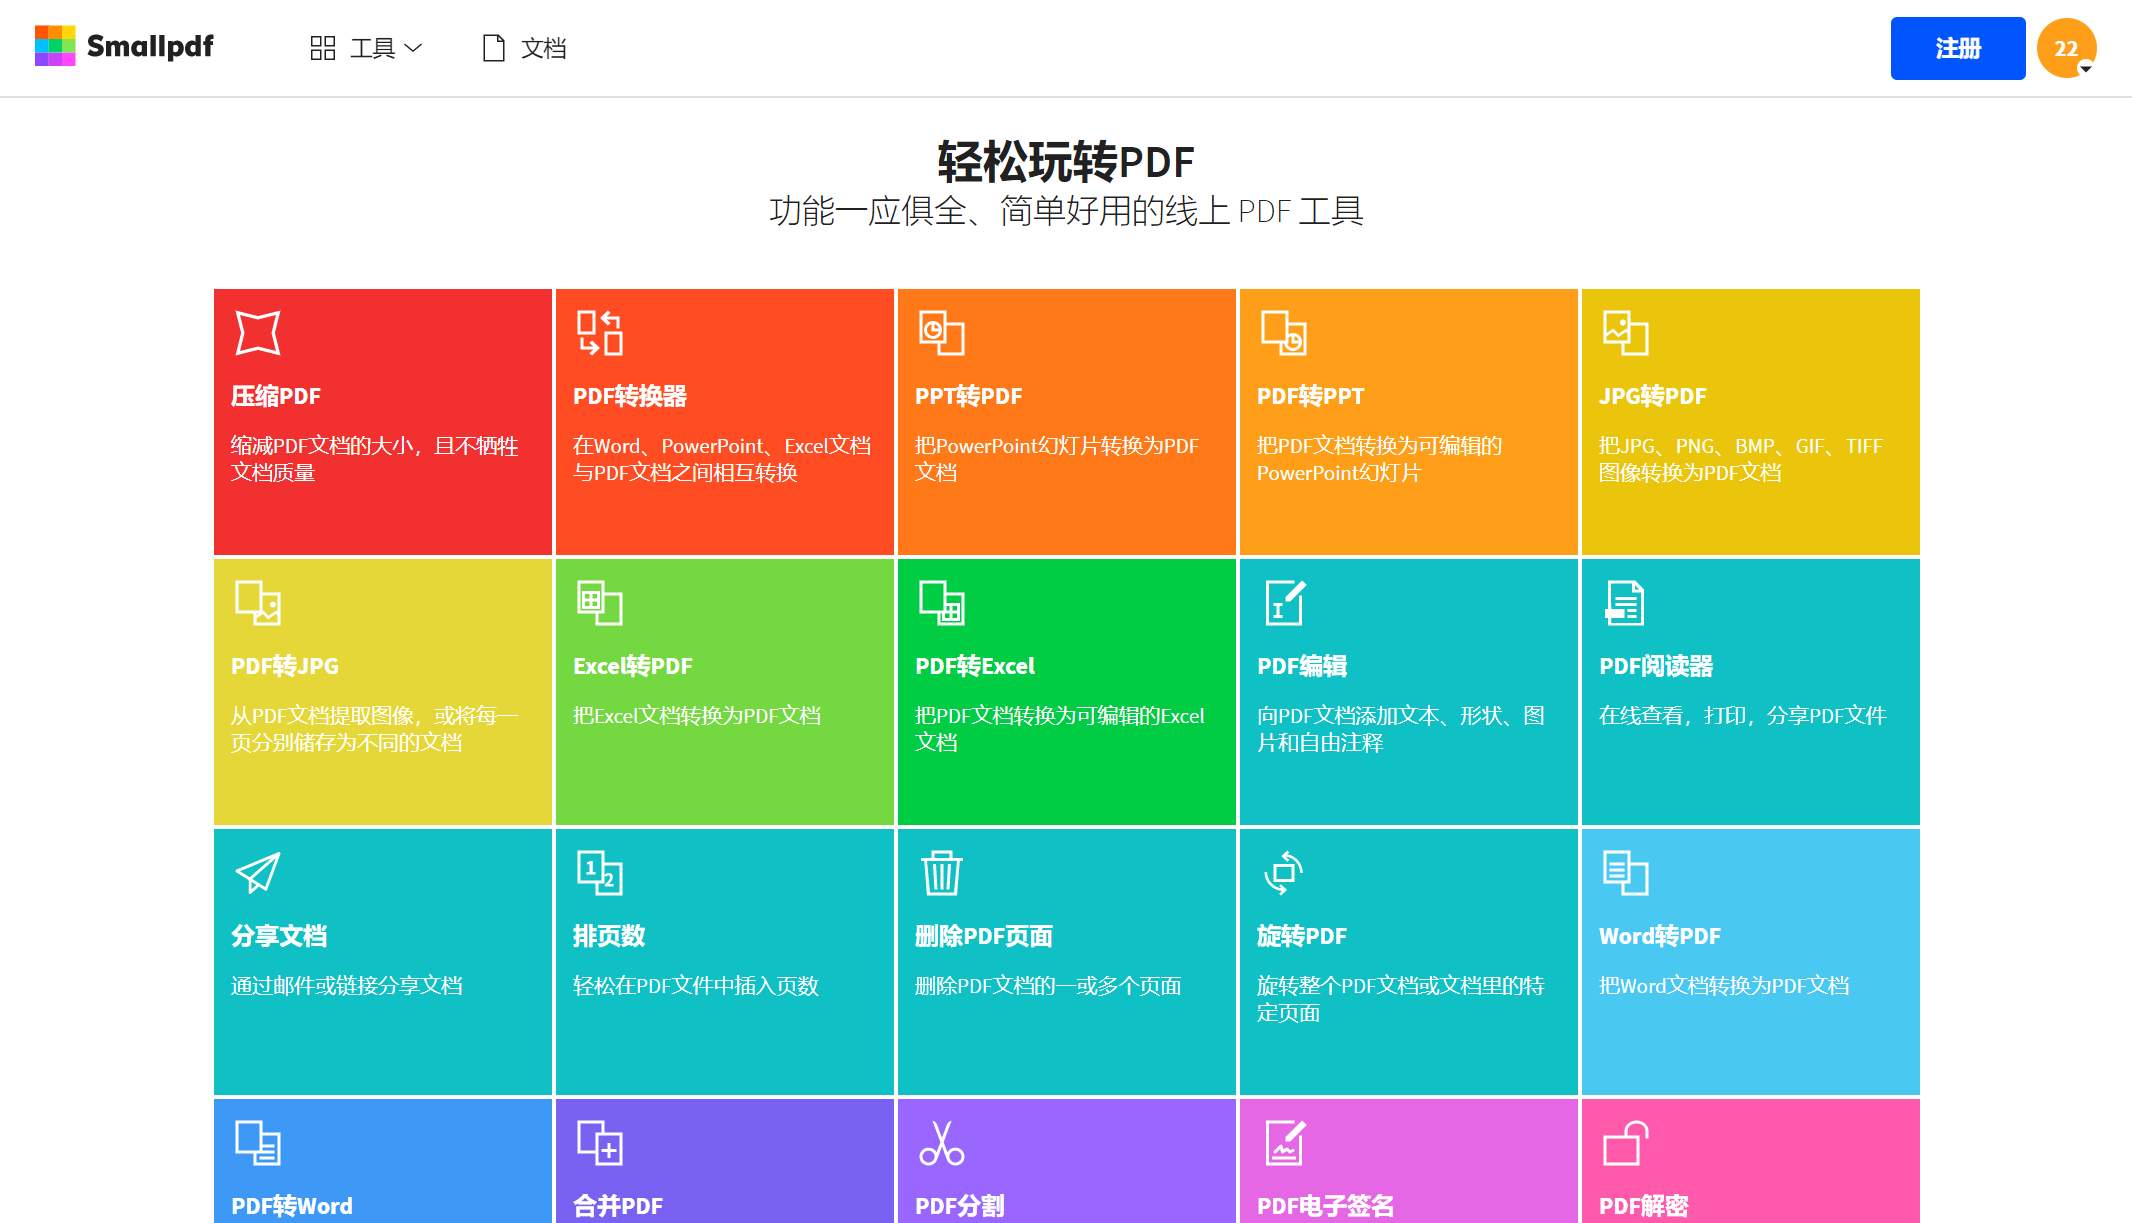 Smallpdf 工具 文档 注册 22
轻松玩转PDF
功能一应俱全、简单好用的线上 PDF 工具
压缩PDF
缩减PDF文档的大小，且不牺牲
文档质量
PDF转换器
在Word、PowerPoint、Excel文档
与PDF文档之间相互转换
PPT转PDF
把PowerPoint幻灯片转换为PDF
文档
PDF转PPT
把PDF文档转换为可编辑的
PowerPoint幻灯片
JPG转PDF
把JPG、PNG、BMP、GIF、TIFF
图像转换为PDF文档
PDF转JPG
从PDF文档提取图像，或将每一
页分别储存为不同的文档
Excel转PDF
把Excel文档转换为PDF文档
PDF转Excel
把PDF文档转换为可编辑的Excel
文档
PDF编辑
向PDF文档添加文本、形状、图
片和自由注释
PDF阅读器
在线查看，打印，分享PDF文件
分享文档
通过邮件或链接分享文档
1
2
排页数
轻松在PDF文件中插入页数
删除PDF页面
删除PDF文档的一或多个页面
旋转PDF
旋转整个PDF文档或文档里的特
定页面
Word转PDF
把Word文档转换为PDF文档
PDF转Word
合并PDF
PDF分割
PDF电子签名
PDF解密